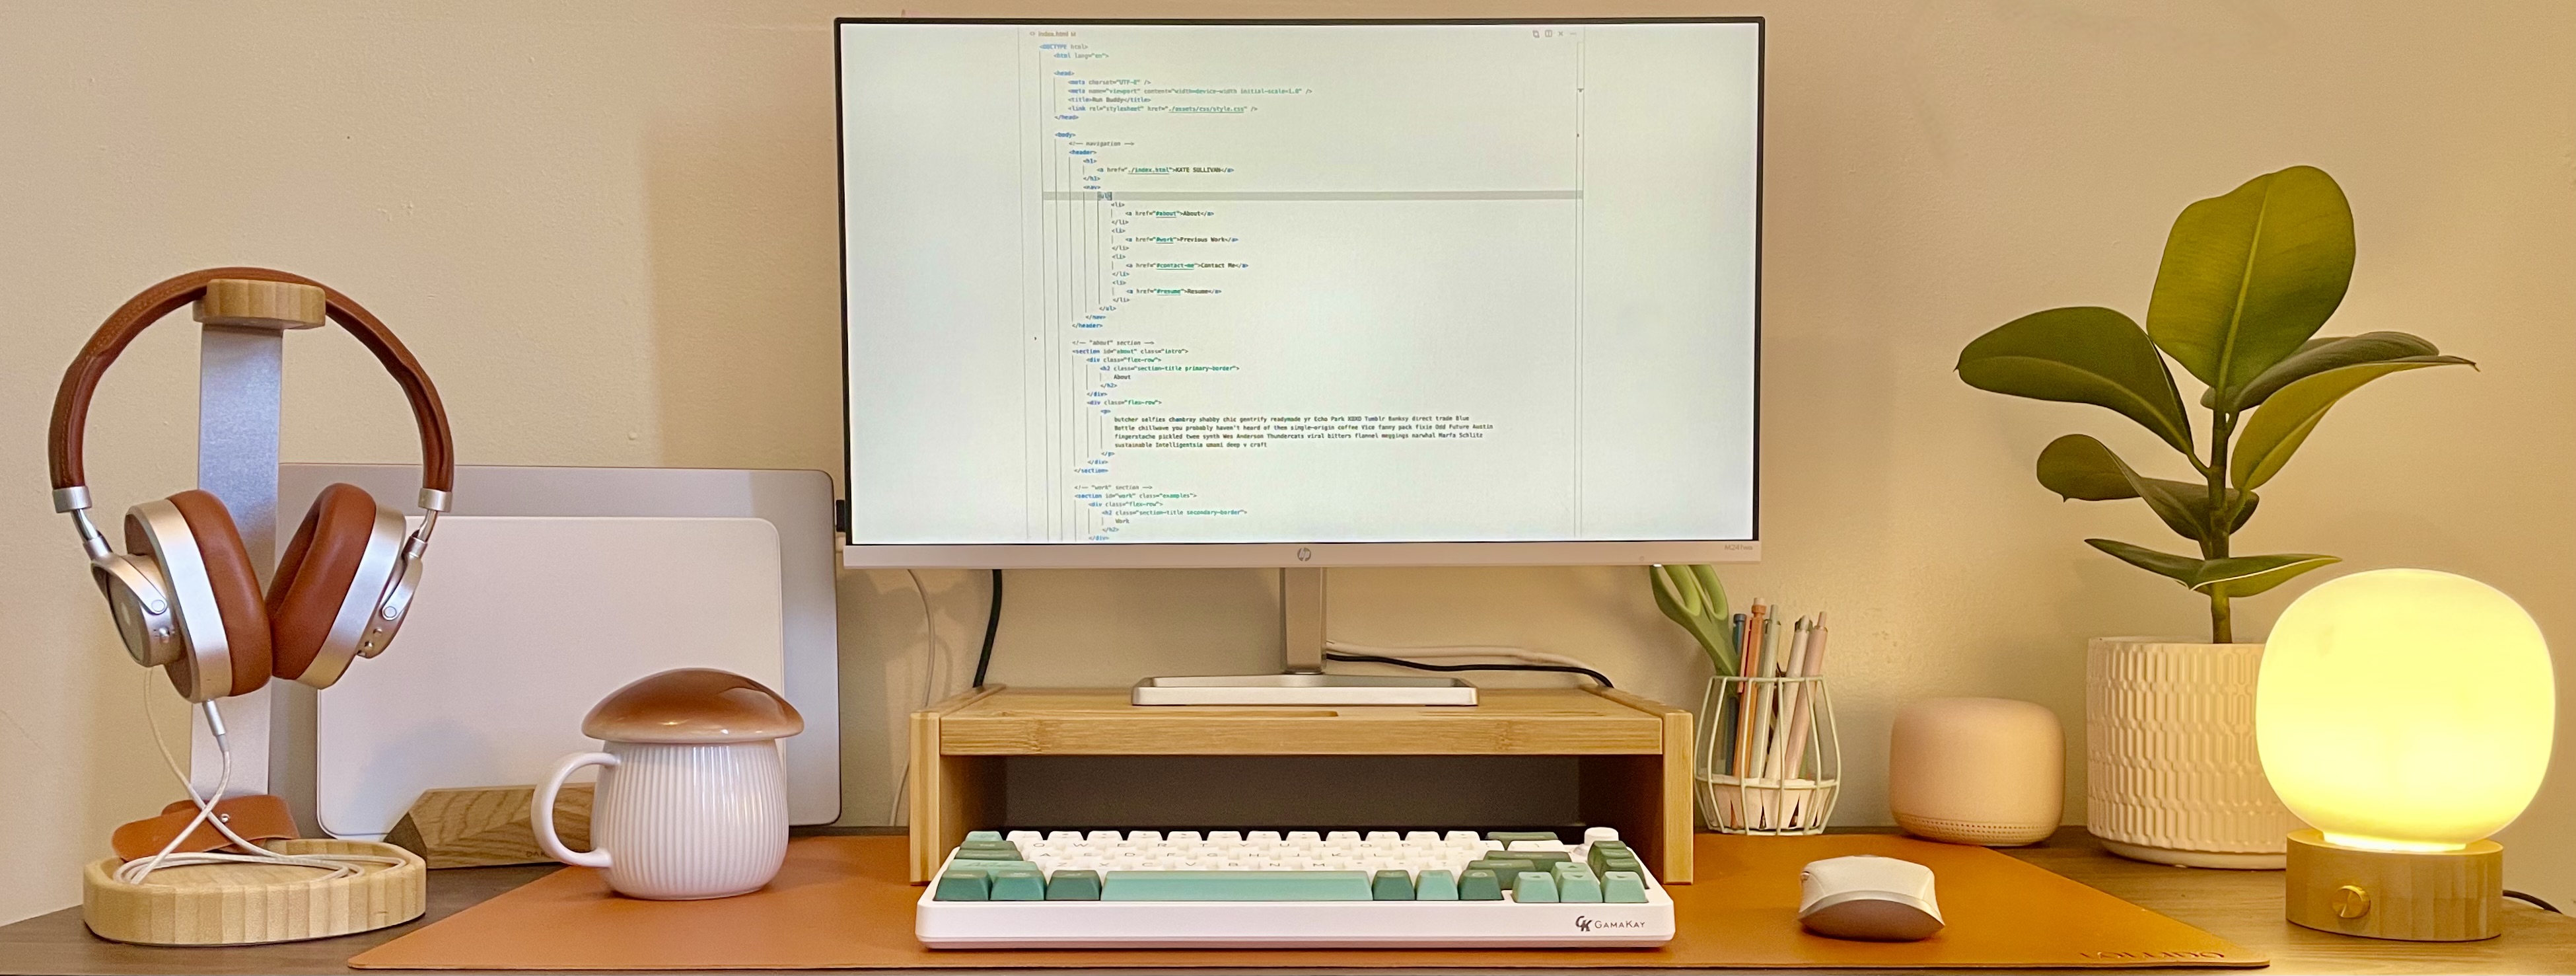 index.html
<!DOCTYPE html>
<html lang="en">
<head>
<meta charset="UTF-8" />
<meta name="viewport" content="width=device-width initial-scale=1.0" />
<title>Run Buddy</title>
<link rel="stylesheet" href="./assets/css/style.css" />
</head>
<body>
<!-- navigation -->
<header>
<h1>
<a href="./index.html">KATE SULLIVAN</a>
</h1>
<nav>
<ul>
<li>
<a href="#about">About</a>
</li>
<li>
<a href="#work">Previous Work</a>
</li>
<li>
<a href="#contact-me">Contact Me</a>
</li>
<li>
<a href="#resume">Resume</a>
</li>
</ul>
</nav>
</header>
<!-- "about" section -->
<section id="about" class="intro">
<div class="flex-row">
<h2 class="section-title primary-border">
About
</h2>
</div>
<div class="flex-row">
<p>
butcher selfies chambray shabby chic gentrify readymade yr Echo Park XOXO Tumblr Banksy direct trade Blue
Bottle chillwave you probably haven't heard of them single-origin coffee Vice fanny pack fixie Odd Future Austin
fingerstache pickled twee synth Wes Anderson Thundercats viral bitters flannel meggings narwhal Marfa Schlitz
sustainable Intelligentsia umami deep v craft
</p>
</div>
</section>
<!-- "work" section -->
<section id="work" class="examples">
<div class="flex-row">
<h2 class="section-title secondary-border">
Work
</h2>
</div>
hp
Q W E R T Y U I O P
A S D F G H J K L
X C V B N M
GK GAMAKAY